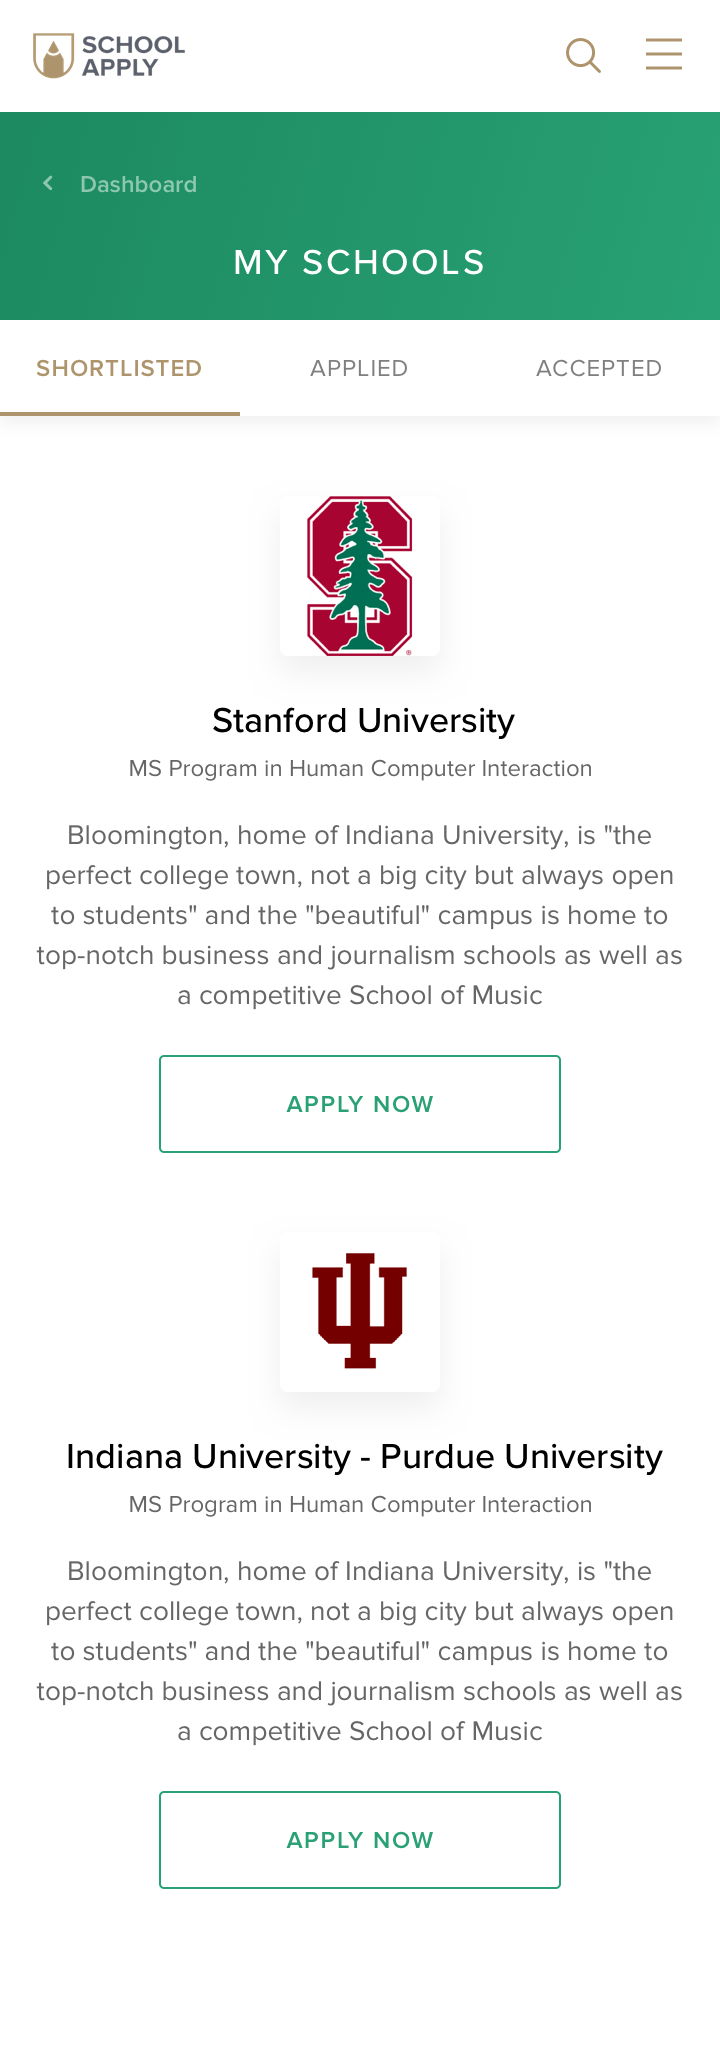 SCHOOL
APPLY
Dashboard
MY SCHOOLS
SHORTLISTED APPLIED ACCEPTED
Stanford University
MS Program in Human Computer Interaction
Bloomington, home of Indiana University, is "the
perfect college town, not a big city but always open
to students" and the "beautiful" campus is home to
top-notch business and journalism schools as well as
a competitive School of Music
APPLY NOW
Indiana University - Purdue University
MS Program in Human Computer Interaction
Bloomington, home of Indiana University, is "the
perfect college town, not a big city but always open
to students" and the "beautiful" campus is home to
top-notch business and journalism schools as well as
a competitive School of Music
APPLY NOW